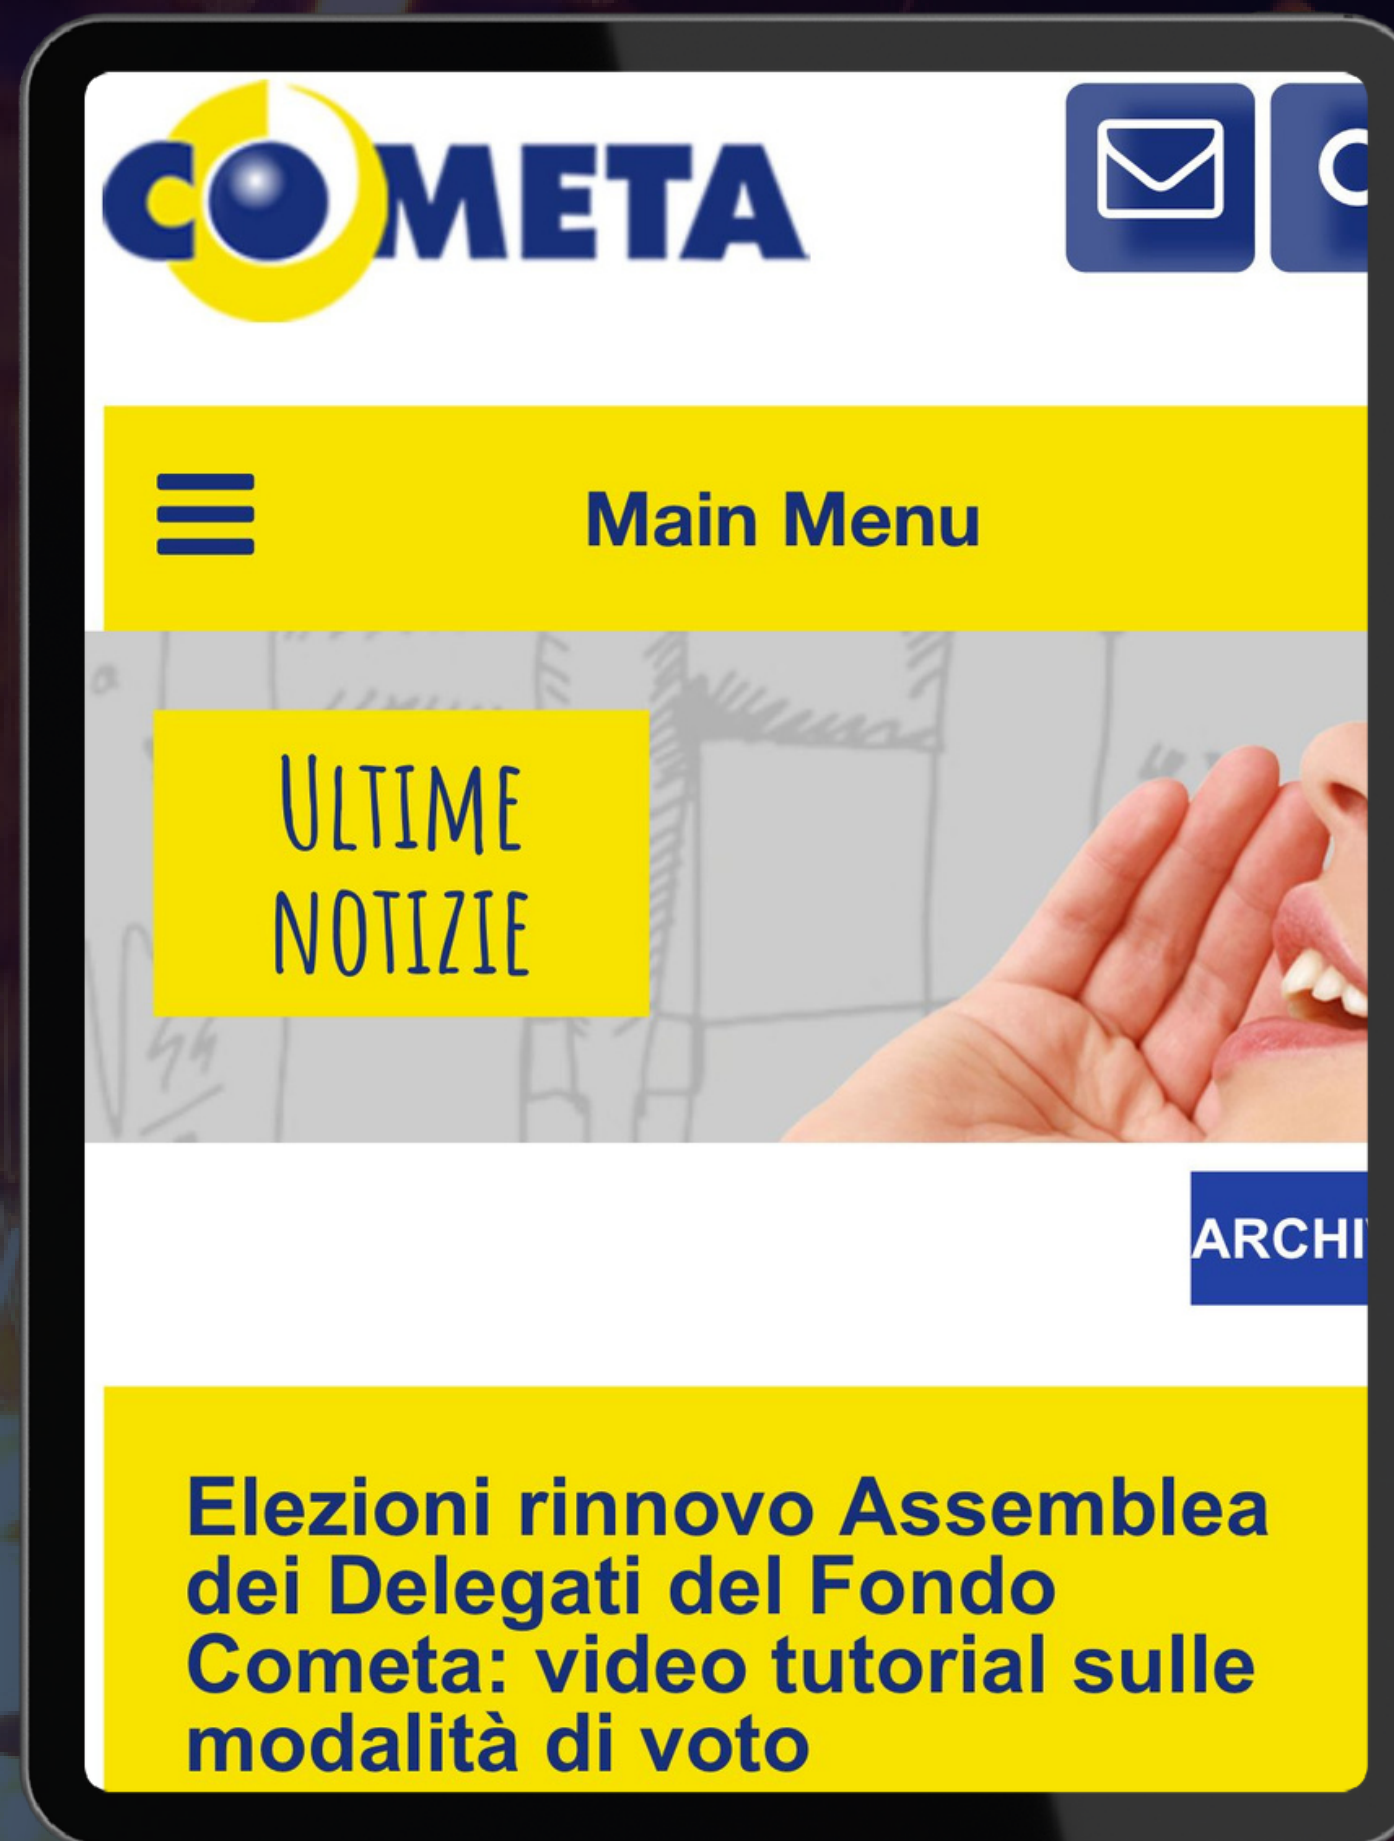 COMETA
Main Menu
ULTIME
NOTIZIE
Elezioni rinnovo Assemblea
dei Delegati del Fondo
Cometa: video tutorial sulle
modalità di voto